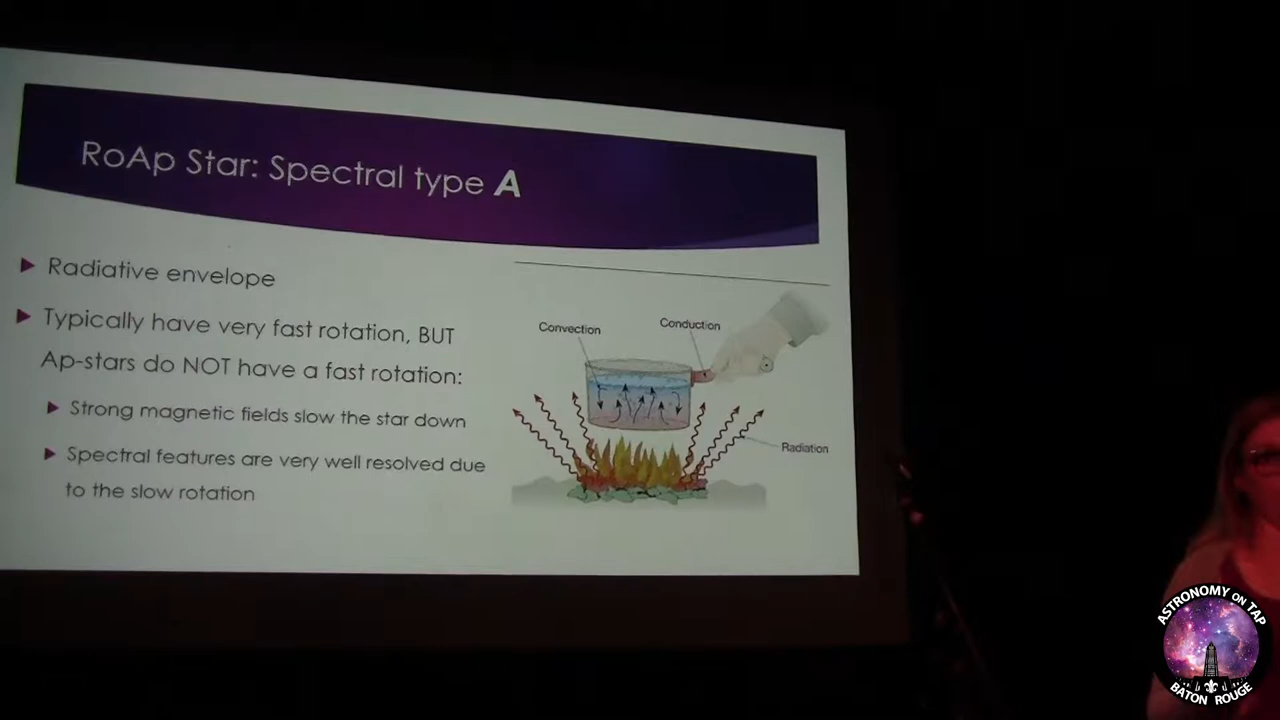 RoAp Star: Spectral type A
Radiative envelope
Typically have very fast rotation, BUT
Ap-stars do NOT have a fast rotation:
Strong magnetic fields slow the star down
Spectral features are very well resolved due
to the slow rotation
Convection
Conduction
Radiation
ASTRONOMY ON TAP
BATON ROUGE